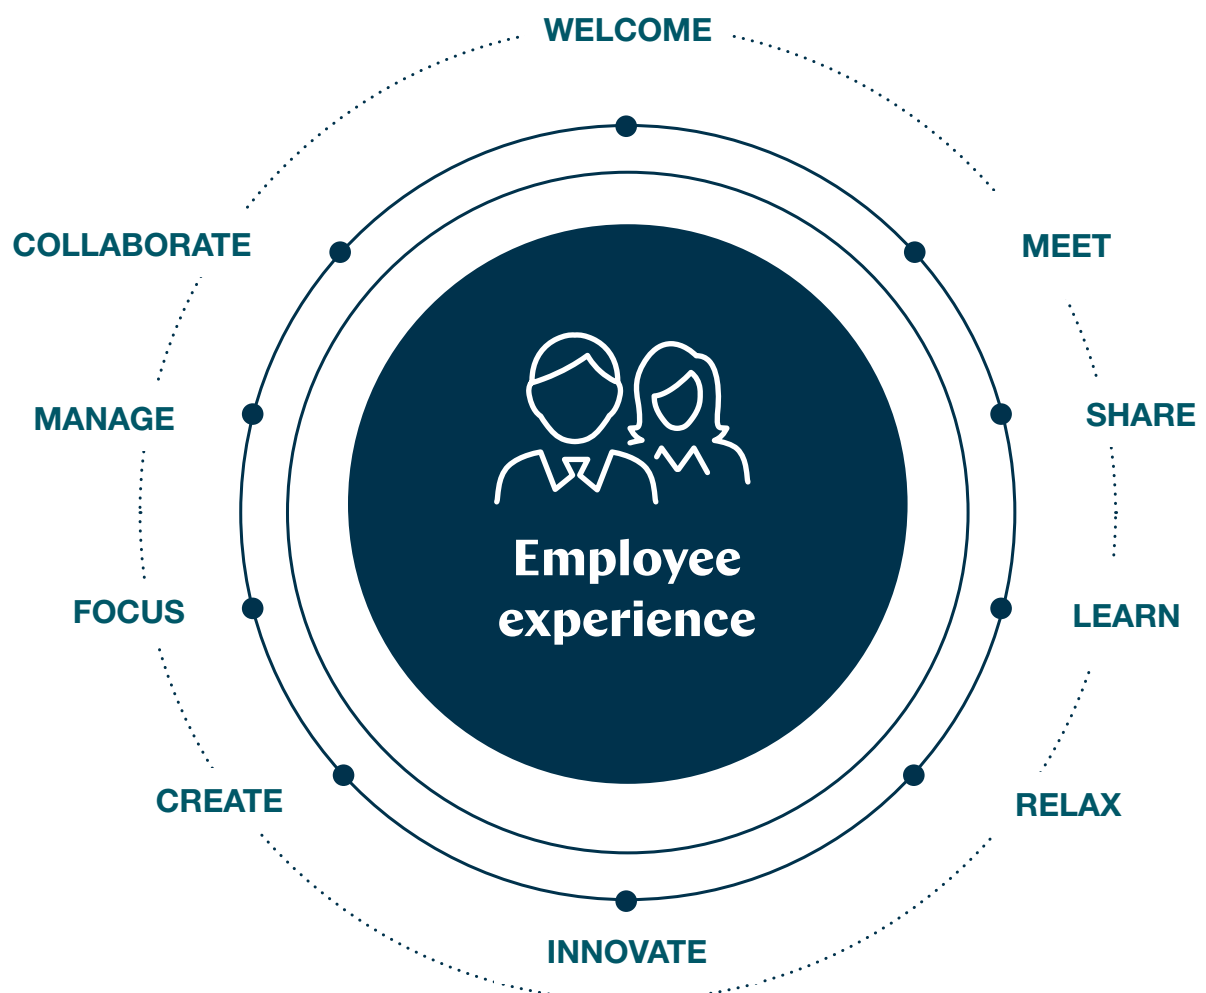 WELCOME
COLLABORATE
MEET
MANAGE
SHARE
Employee
experience
FOCUS
LEARN
CREATE
RELAX
INNOVATE